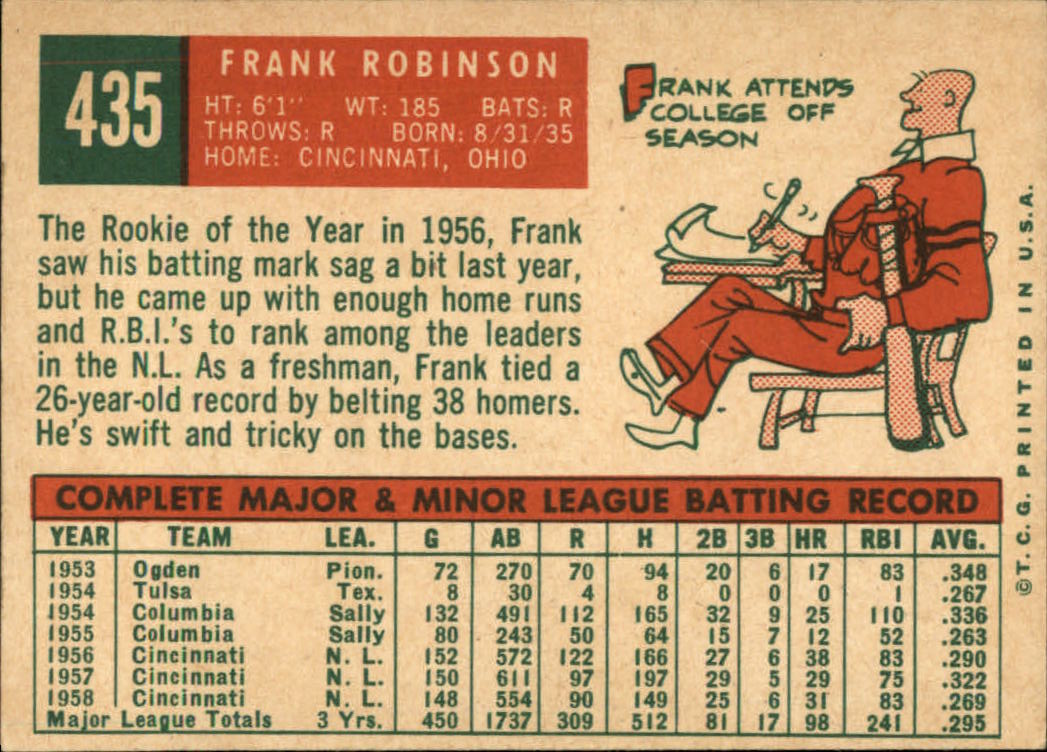 435
FRANK ROBINSON
HT: 6'1" WT: 185 BATS: R
THROWS: R BORN: 8/31/35
HOME: CINCINNATI, OHIO
FRANK ATTENDS
COLLEGE OFF
SEASON
The Rookie of the Year in 1956, Frank
saw his batting mark sag a bit last year,
but he came up with enough home runs
and R.B.I.'s to rank among the leaders
in the N.L. As a freshman, Frank tied a
26-year-old record by belting 38 homers.
He's swift and tricky on the bases.
COMPLETE MAJOR & MINOR LEAGUE BATTING RECORD
YEAR TEAM LEA. G AB R H 2B 3B HR RBI AVG.
1953 Ogden Pion. 72 270 70 94 20 6 17 83 .348
1954 Tulsa Tex. 8 30 4 8 0 0 0 1 .267
1954 Columbia Sally 132 491 112 165 32 9 25 110 .336
1955 Columbia Sally 80 243 50 64 15 7 12 52 .263
1956 Cincinnati N. L. 152 572 122 166 27 6 38 83 .290
1957 Cincinnati N. L. 150 611 97 197 29 5 29 75 .322
1958 Cincinnati N. L. 148 554 90 149 25 6 31 83 .269
Major League Totals 3 Yrs. 450 1737 309 512 81 17 98 241 .295
©T. C. G. PRINTED IN U.S.A.